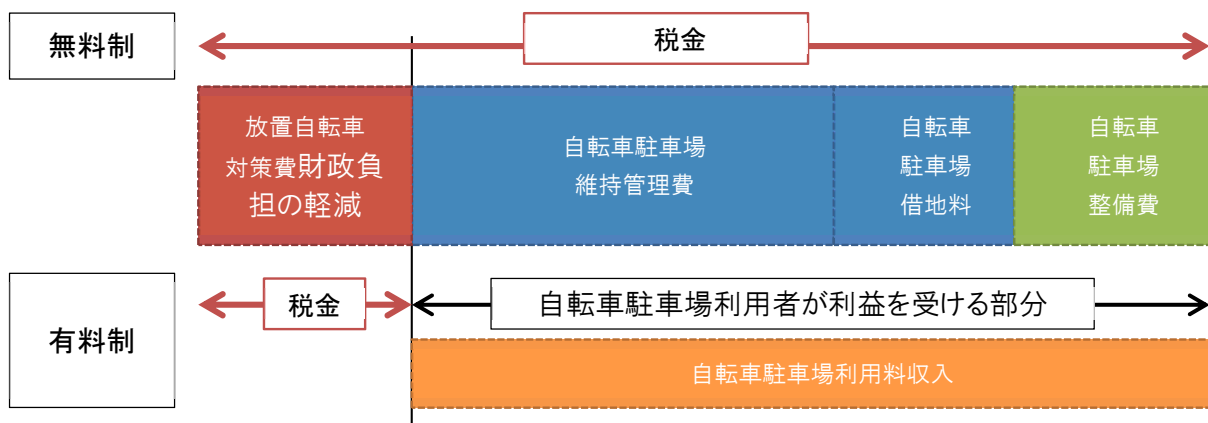 無料制
税金
放置自転車
対策費財政負
担の軽減
自転車駐車場
維持管理費
自転車
駐車場
借地料
自転車
駐車場
整備費
有料制
税金
自転車駐車場利用者が利益を受ける部分
自転車駐車場利用料収入